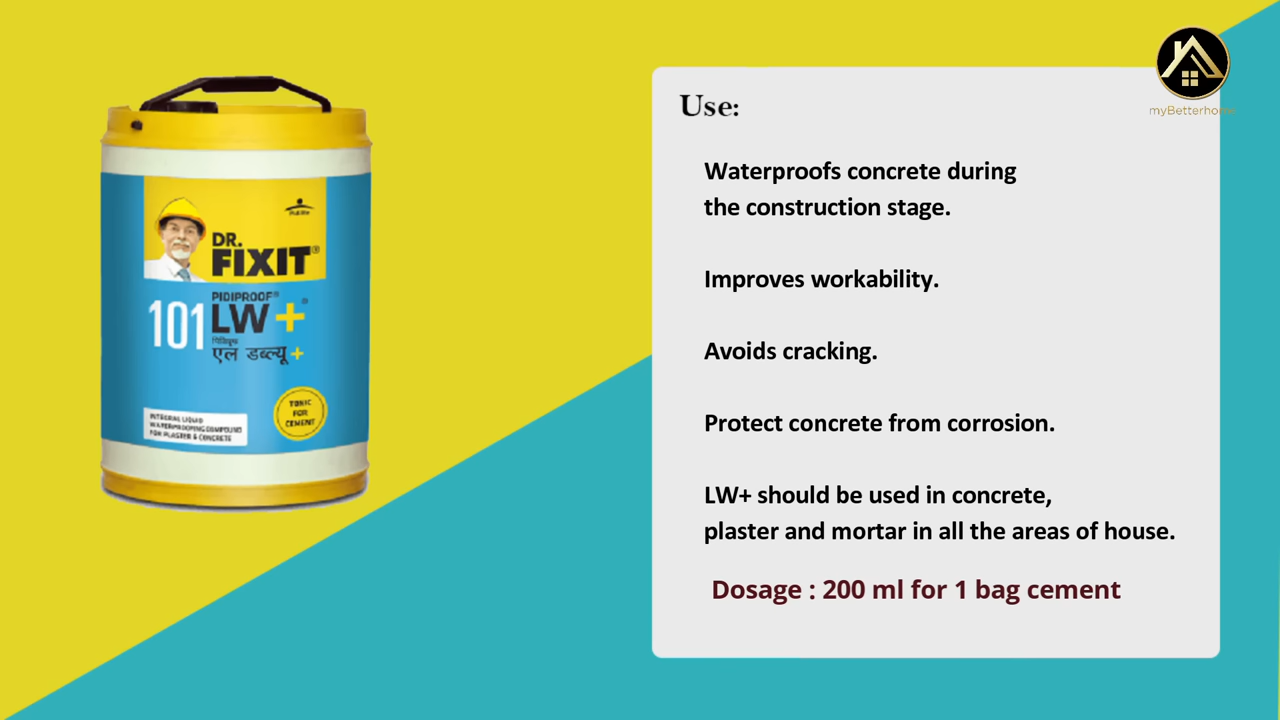 myBetterhome
Use:
Waterproofs concrete during
the construction stage.
Improves workability.
Avoids cracking.
Protect concrete from corrosion.
LW+ should be used in concrete,
plaster and mortar in all the areas of house.
Dosage : 200 ml for 1 bag cement
Pidilite
DR.
FIXIT®
PIDIPROOF®
101 LW+
एल डब्ल्यू+
INTEGRAL LIQUID
WATERPROOFING COMPOUND
FOR PLASTER & CONCRETE
TONIC
FOR
CEMENT